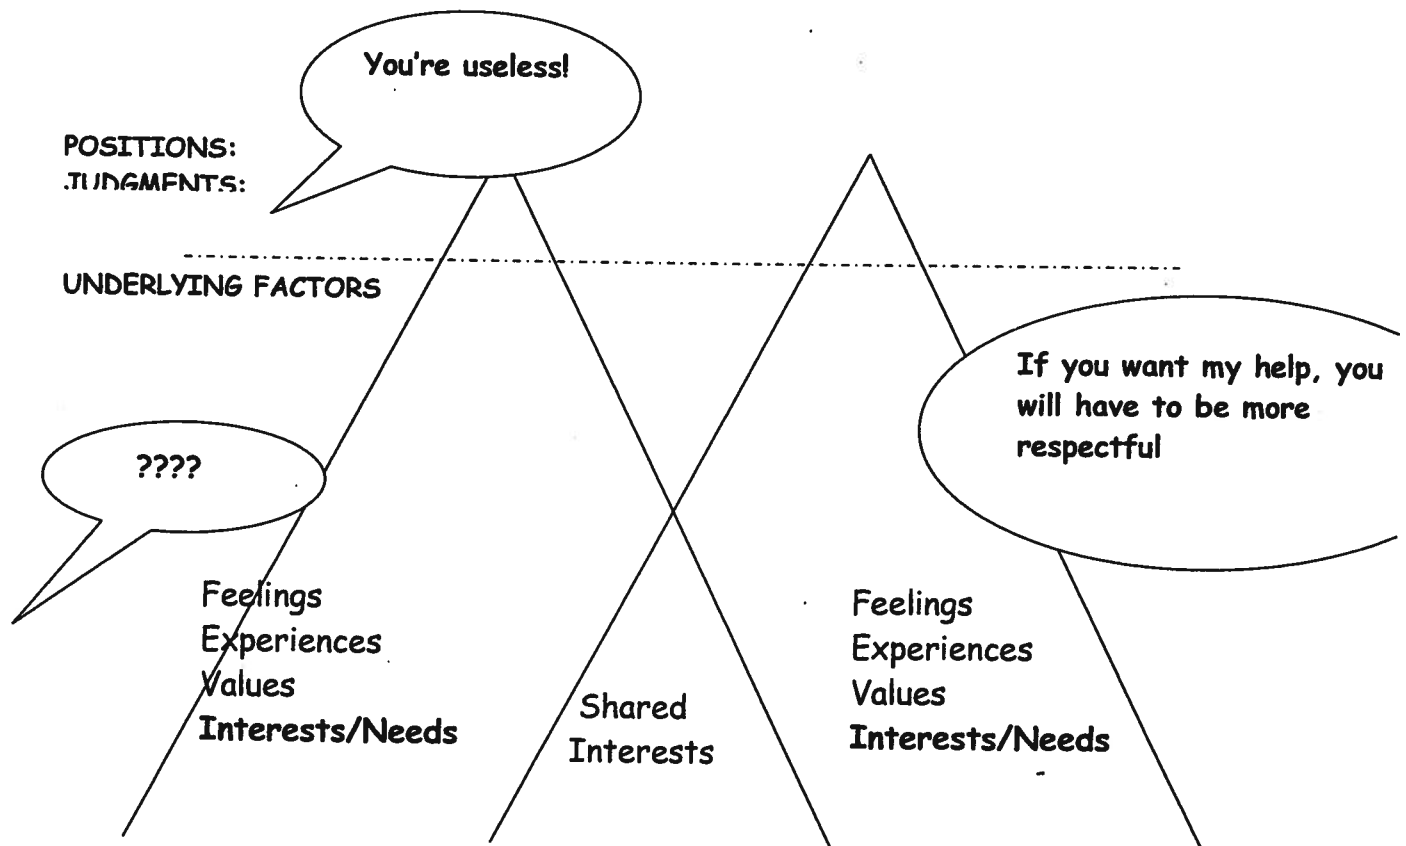 You're useless!
POSITIONS:
JUDGMENTS:
UNDERLYING FACTORS
If you want my help, you
will have to be more
respectful
????
Feelings
Experiences
Values
Interests/Needs
Shared
Interests
Feelings
Experiences
Values
Interests/Needs